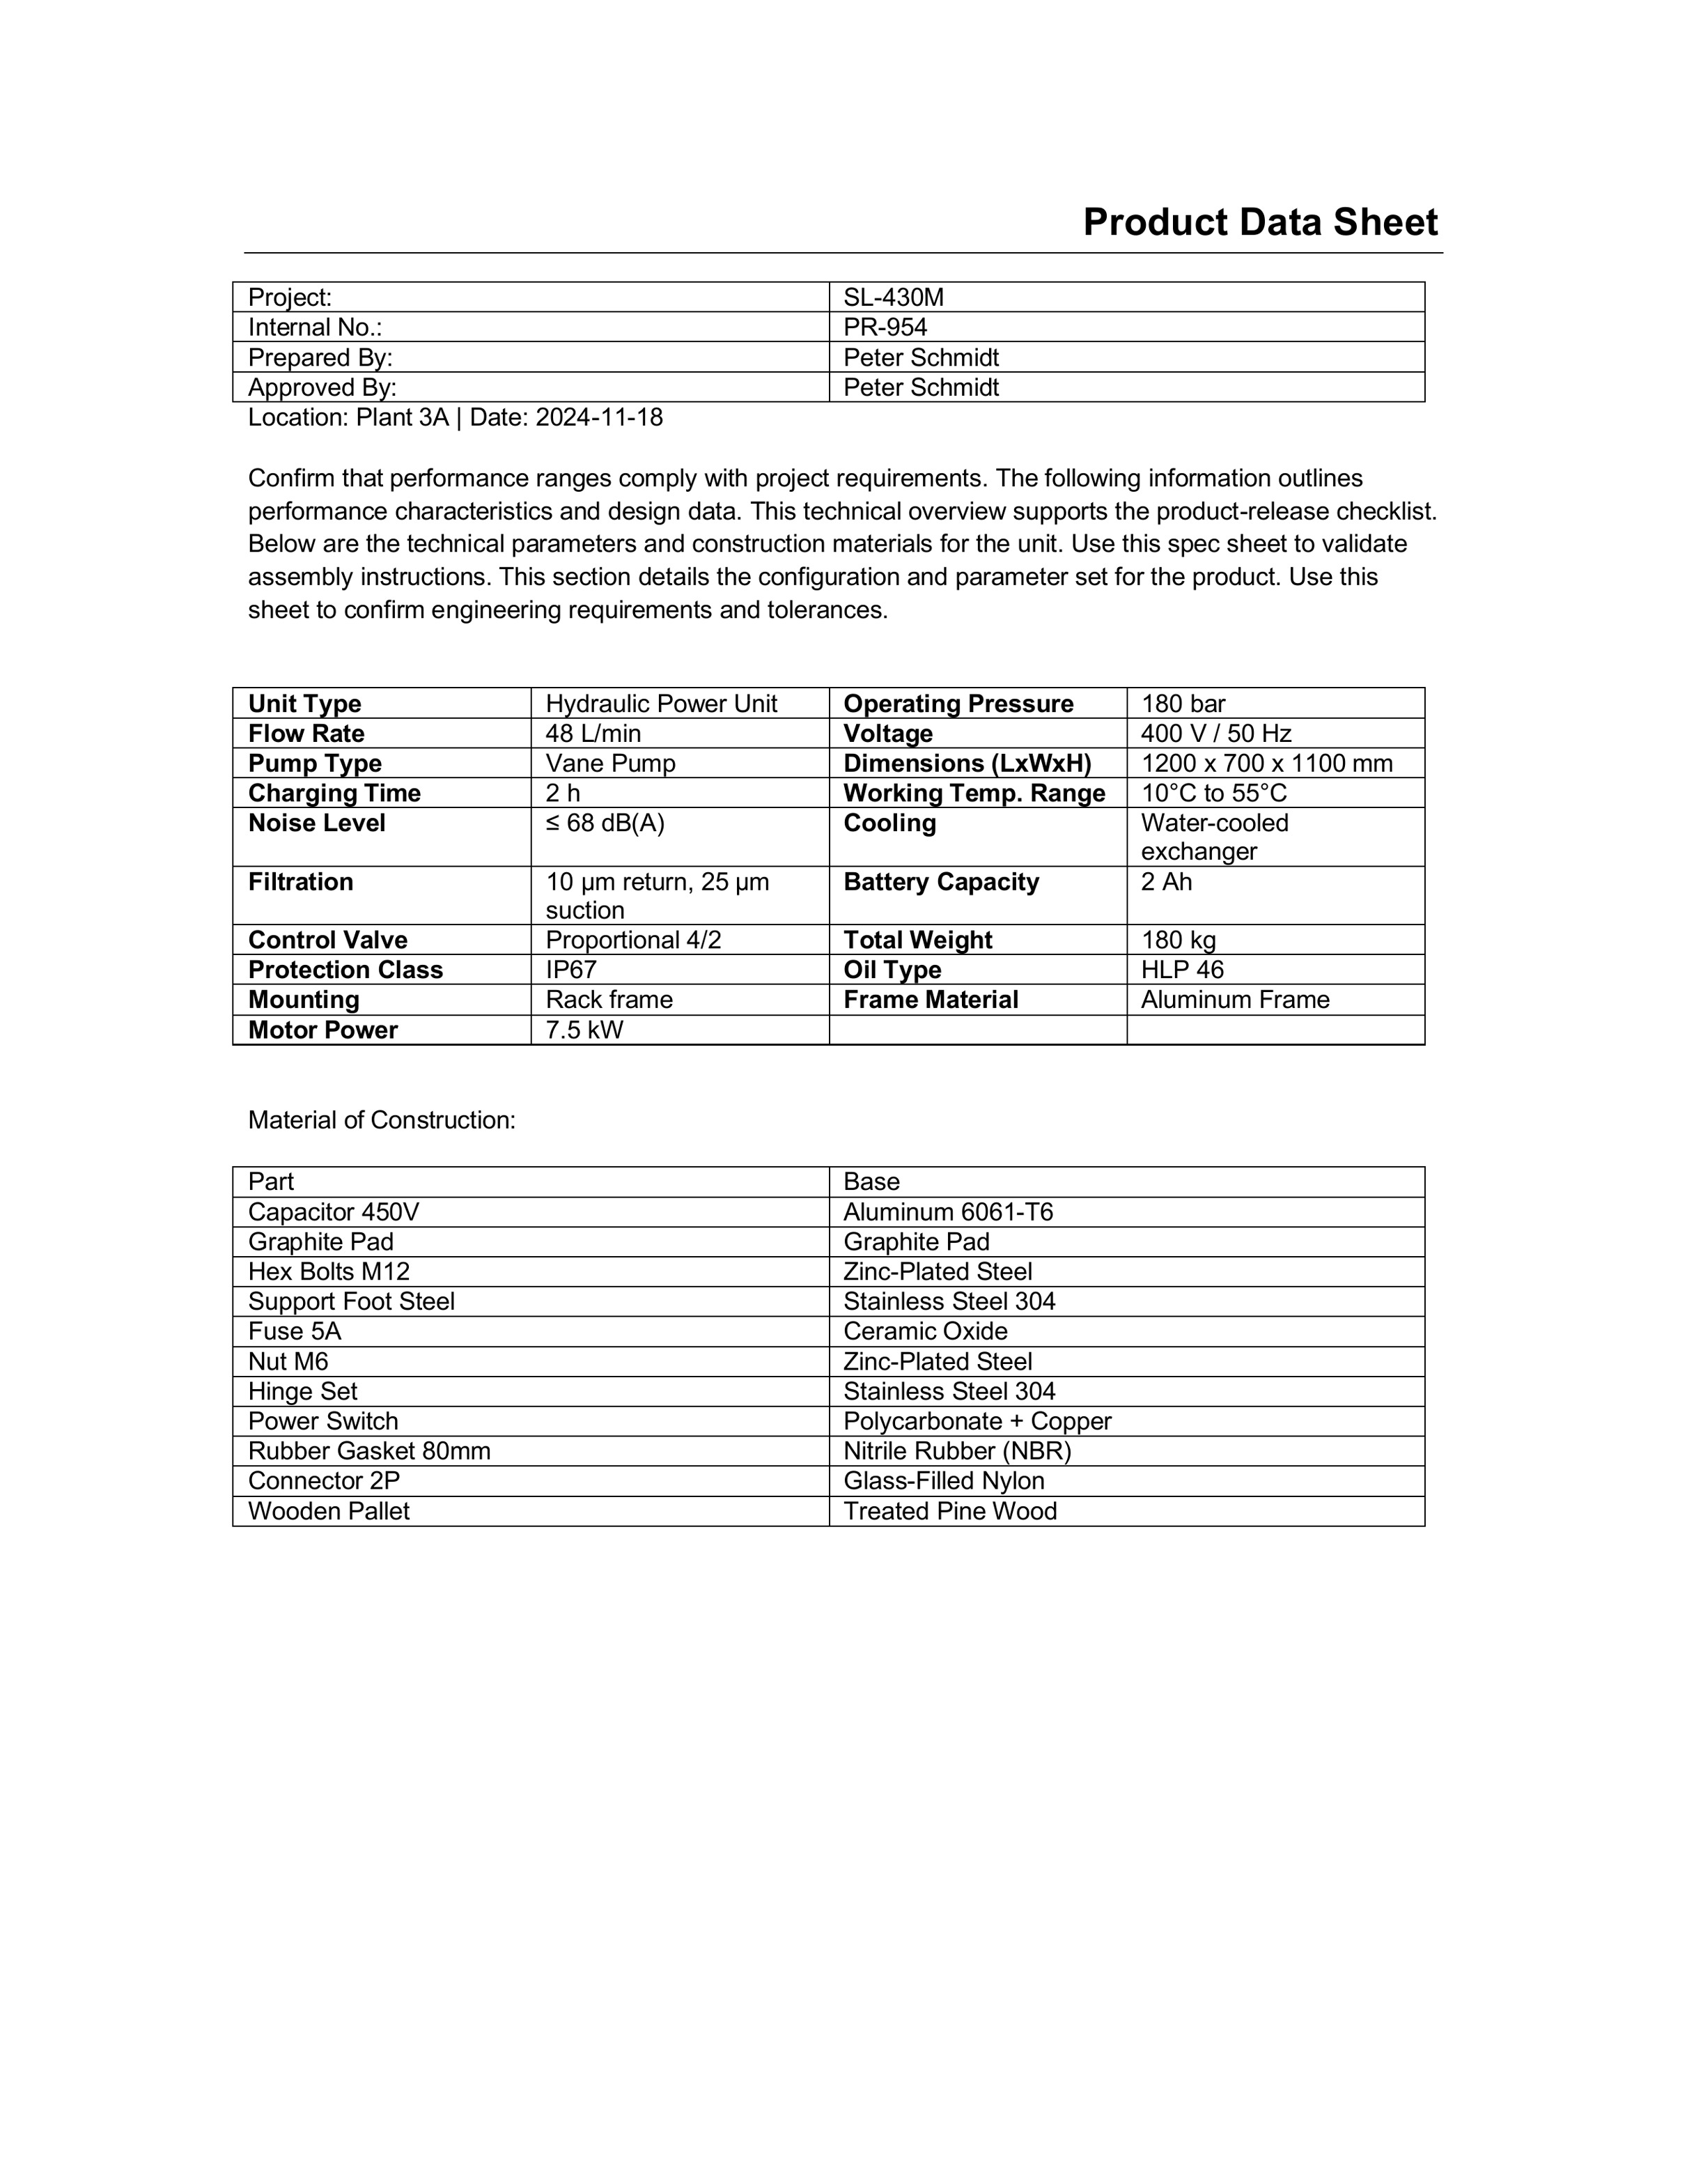 Product Data Sheet
Project: SL-430M
Internal No.: PR-954
Prepared By: Peter Schmidt
Approved By: Peter Schmidt
Location: Plant 3A | Date: 2024-11-18
Confirm that performance ranges comply with project requirements. The following information outlines
performance characteristics and design data. This technical overview supports the product-release checklist.
Below are the technical parameters and construction materials for the unit. Use this spec sheet to validate
assembly instructions. This section details the configuration and parameter set for the product. Use this
sheet to confirm engineering requirements and tolerances.
Unit Type Hydraulic Power Unit Operating Pressure 180 bar
Flow Rate 48 L/min Voltage 400 V / 50 Hz
Pump Type Vane Pump Dimensions (LxWxH) 1200 x 700 x 1100 mm
Charging Time 2 h Working Temp. Range 10°C to 55°C
Noise Level ≤ 68 dB(A) Cooling Water-cooled
exchanger
Filtration 10 µm return, 25 µm Battery Capacity 2 Ah
suction
Control Valve Proportional 4/2 Total Weight 180 kg
Protection Class IP67 Oil Type HLP 46
Mounting Rack frame Frame Material Aluminum Frame
Motor Power 7.5 kW
Material of Construction:
Part Base
Capacitor 450V Aluminum 6061-T6
Graphite Pad Graphite Pad
Hex Bolts M12 Zinc-Plated Steel
Support Foot Steel Stainless Steel 304
Fuse 5A Ceramic Oxide
Nut M6 Zinc-Plated Steel
Hinge Set Stainless Steel 304
Power Switch Polycarbonate + Copper
Rubber Gasket 80mm Nitrile Rubber (NBR)
Connector 2P Glass-Filled Nylon
Wooden Pallet Treated Pine Wood